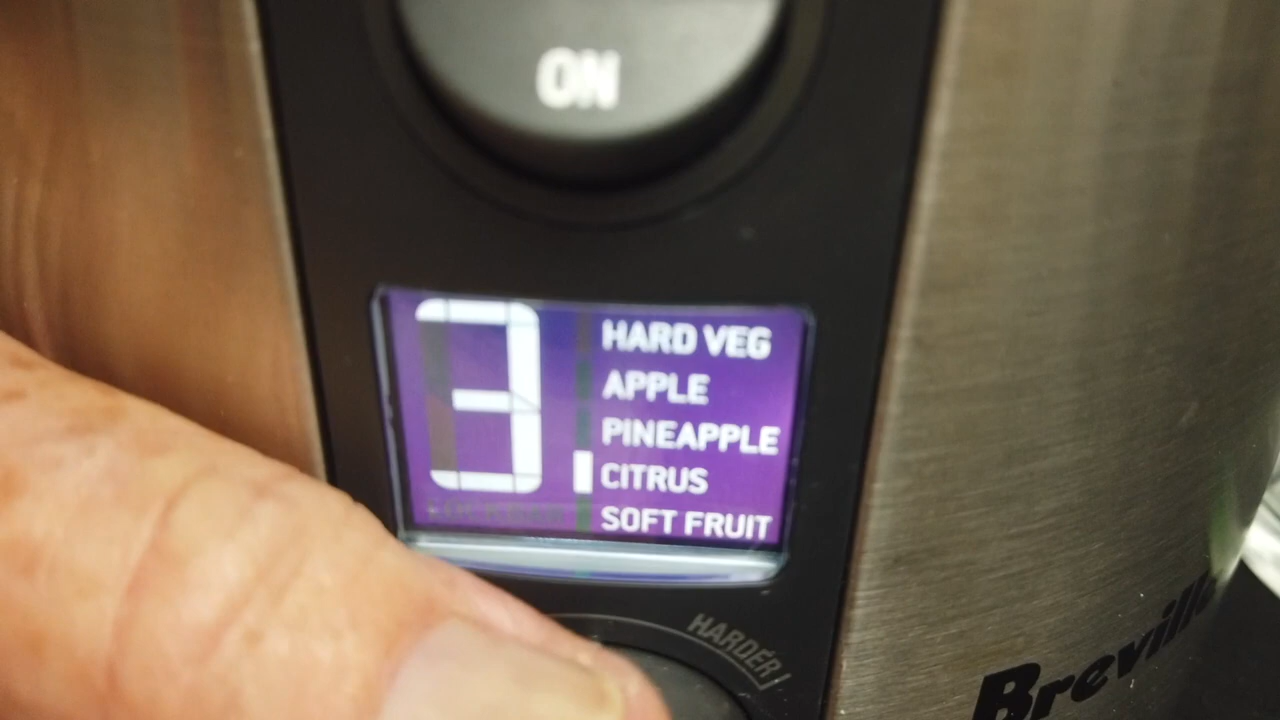 ON
3
HARD VEG
APPLE
PINEAPPLE
CITRUS
SOFT FRUIT
HARDER
Breville